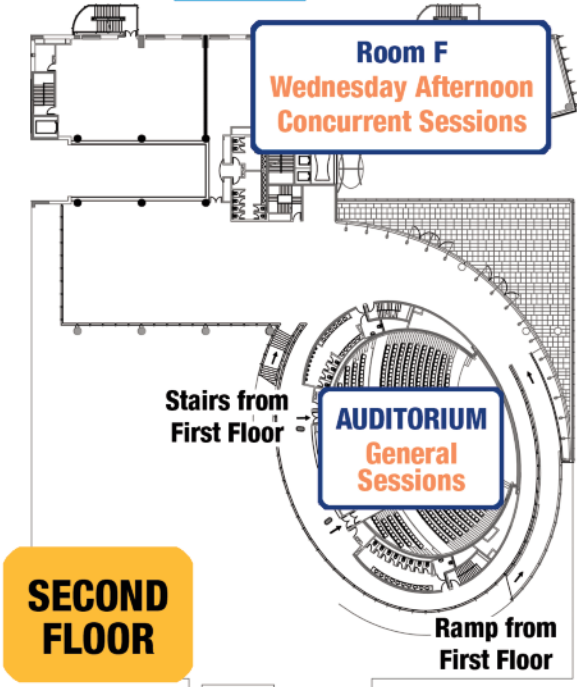 Room F
Wednesday Afternoon
Concurrent Sessions
Stairs from
First Floor
AUDITORIUM
General
Sessions
SECOND
FLOOR
Ramp from
First Floor